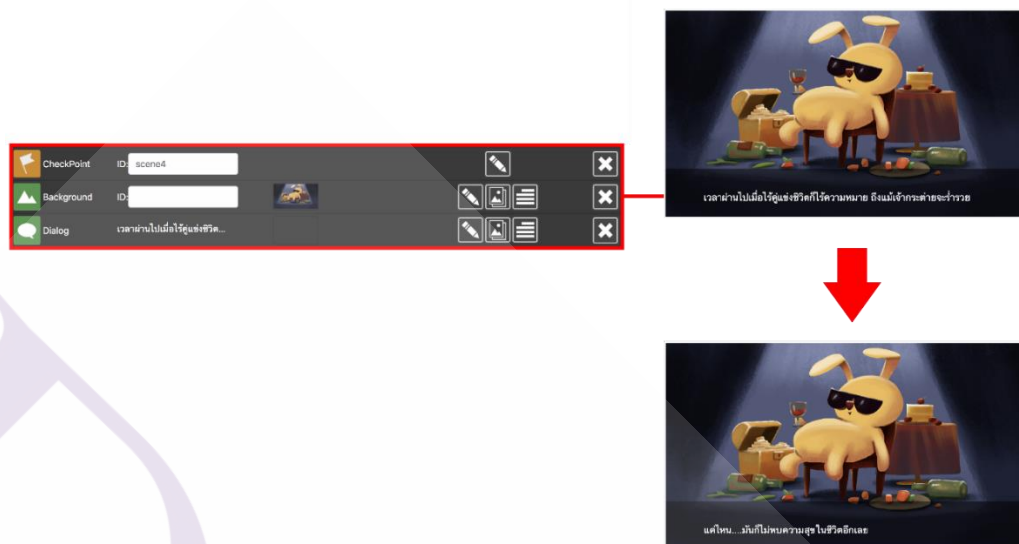 CheckPoint ID: scene4
Background ID:
Dialog เวลาผ่านไปเมื่อไร้คู่แข่งชีวิต...
เวลาผ่านไปเมื่อไร้คู่แข่งชีวิตก็ไร้ความหมาย ถึงแม้เจ้ากระต่ายจะร่ำรวย
แค่ไหน....มันก็ไม่พบความสุขในชีวิตอีกเลย